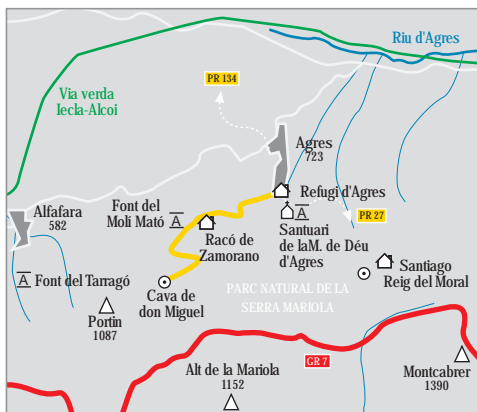 Riu d'Agres
PR 134
Via verda
Iecla-Alcoi
Agres
723
Refugi d'Agres
Font del
Molí Mató
A
A
PR 27
Alfafara
582
Racó de
Zamorano
Santuari
de laM. de Déu
d'Agres
A Font del Tarragó
Cava de
don Miguel
Santiago
Reig del Moral
PARC NATURAL DE LA
SERRA MARIOLA
Portin
1087
GR 7
Alt de la Mariola
1152
Montcabrer
1390